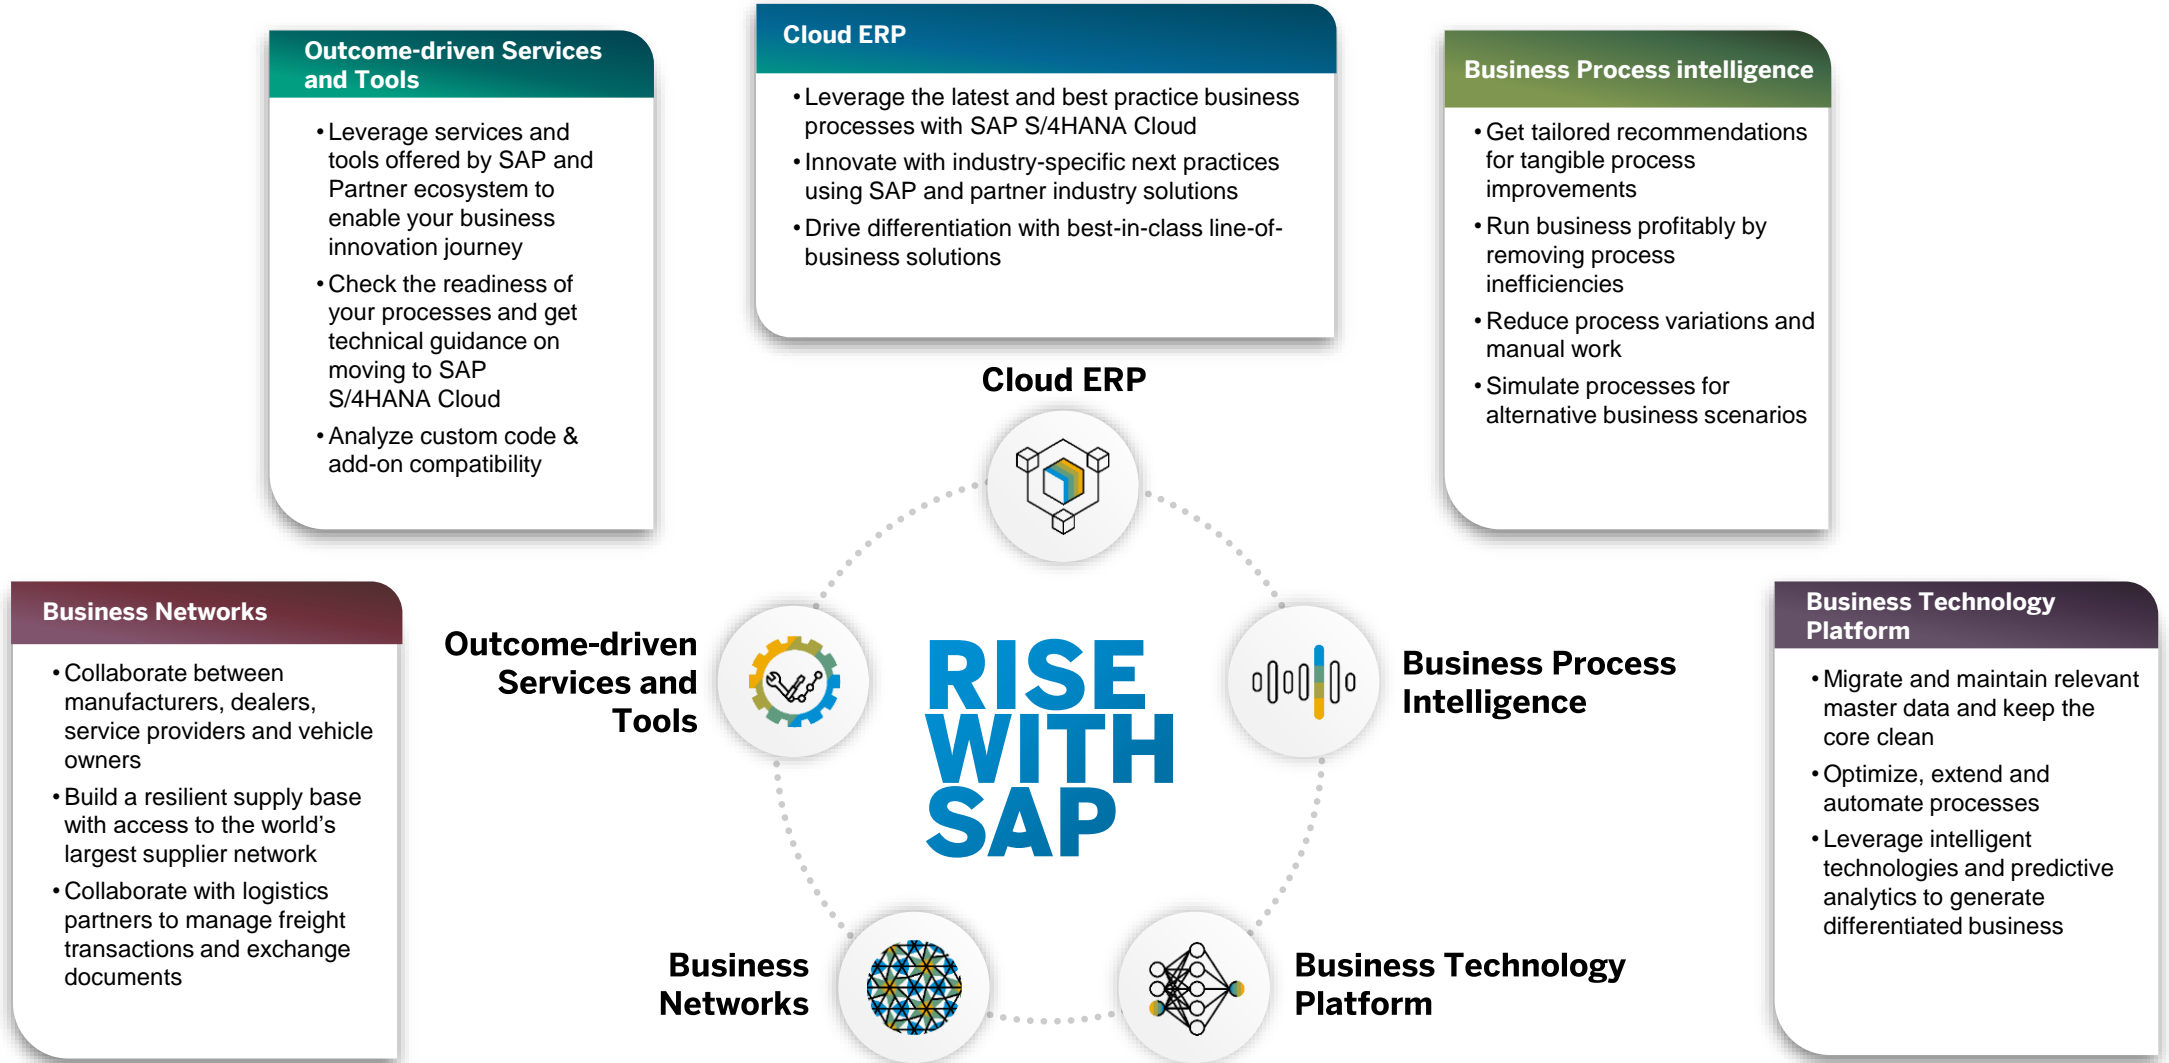 Outcome-driven Services
and Tools
• Leverage services and
tools offered by SAP and
Partner ecosystem to
enable your business
innovation journey
• Check the readiness of
your processes and get
technical guidance on
moving to SAP
S/4HANA Cloud
• Analyze custom code &
add-on compatibility
Cloud ERP
• Leverage the latest and best practice business
processes with SAP S/4HANA Cloud
• Innovate with industry-specific next practices
using SAP and partner industry solutions
• Drive differentiation with best-in-class line-of-
business solutions
Business Process intelligence
• Get tailored recommendations
for tangible process
improvements
• Run business profitably by
removing process
inefficiencies
• Reduce process variations and
manual work
• Simulate processes for
alternative business scenarios
Cloud ERP
Business Networks
• Collaborate between
manufacturers, dealers,
service providers and vehicle
owners
• Build a resilient supply base
with access to the world's
largest supplier network
• Collaborate with logistics
partners to manage freight
transactions and exchange
documents
Outcome-driven
Services and
Tools
RISE
WITH
SAP
Business Process
Intelligence
Business Technology
Platform
• Migrate and maintain relevant
master data and keep the
core clean
• Optimize, extend and
automate processes
• Leverage intelligent
technologies and predictive
analytics to generate
differentiated business
Business
Networks
Business Technology
Platform